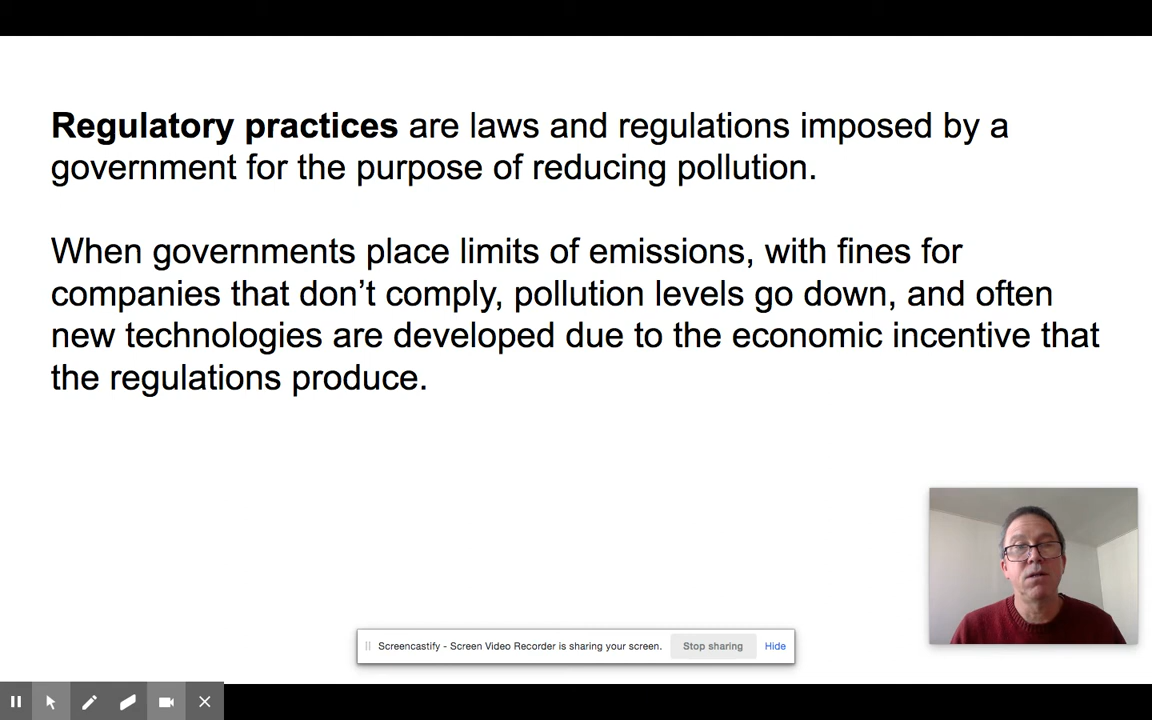 Regulatory practices are laws and regulations imposed by a
government for the purpose of reducing pollution.
When governments place limits of emissions, with fines for
companies that don’t comply, pollution levels go down, and often
new technologies are developed due to the economic incentive that
the regulations produce.
Screencastify - Screen Video Recorder is sharing your screen. Stop sharing Hide